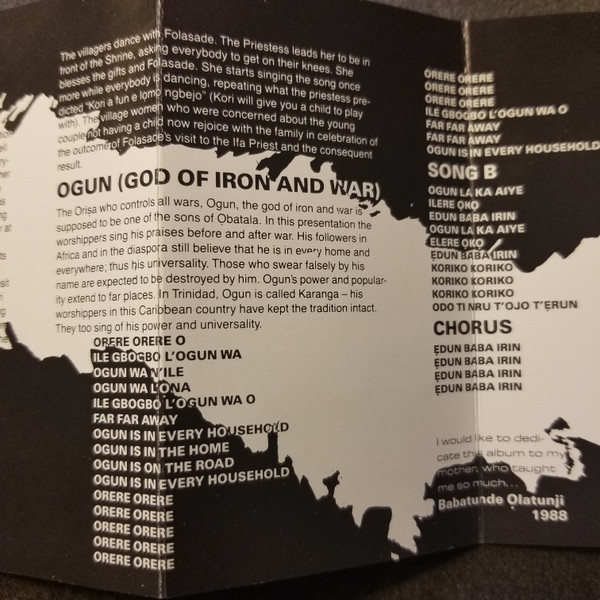 The villagers dance with Folasade. The Priestess leads her to be in
front of the Shrine, asking everybody to get on their knees. She
blesses the gifts and Folasade. She starts singing the song once
more while everybody is dancing, repeating what the priestess pre-
dicted "Kori a fun e lomo ngbejo" (Kori will give you a child to play
with). The village women who were concerned about the young
couple not having a child now rejoice with the family in celebration of
the outcome of Folasade's visit to the Ifa Priest and the consequent
result.
OGUN (GOD OF IRON AND WAR)
The Oriṣa who controls all wars, Ogun, the god of iron and war is
supposed to be one of the sons of Ọbatala. In this presentation the
worshippers sing his praises before and after war. His followers in
Africa and in the diaspora still believe that he is in every home and
everywhere; thus his universality. Those who swear falsely by his
name are expected to be destroyed by him. Ogun's power and popular-
ity extend to far places. In Trinidad, Ogun is called Karanga – his
worshippers in this Caribbean country have kept the tradition intact.
They too sing of his power and universality.
ORERE ORERE O
ILE GBOGBO L'OGUN WA
OGUN WA N'ILE
OGUN WA L'ONA
ILE GBOGBO L'OGUN WA O
FAR FAR AWAY
OGUN IS IN EVERY HOUSEHOLD
OGUN IS IN THE HOME
OGUN IS ON THE ROAD
OGUN IS IN EVERY HOUSEHOLD
ORERE ORERE
ORERE ORERE
ORERE ORERE
ORERE ORERE
ORERE ORERE
ORERE ORERE
ORERE ORERE
ORERE ORERE
ILE GBOGBO L'OGUN WA O
FAR FAR AWAY
FAR FAR AWAY
OGUN IS IN EVERY HOUSEHOLD
SONG B
OGUN LA KA AIYE
ILERE ỌKỌ
EDUN BABA IRIN
OGUN LA KA AIYE
ELERE ỌKỌ
ẸDUN BABA IRIN
KORIKO KORIKO
KORIKO KORIKO
KORIKO KORIKO
ODO TI NRU T'OJO T'ẸRUN
CHORUS
ẸDUN BABA IRIN
ẸDUN BABA IRIN
ẸDUN BABA IRIN
ẸDUN BABA IRIN
I would like to dedi-
cate this album to my
mother who taught
me so much...
Babatunde Ọlatunji
1988